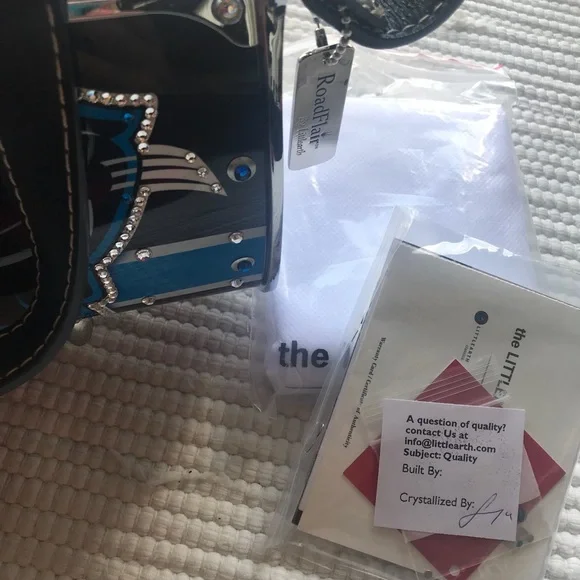 RoadFlair™
the
LITTLEARTH
the LITTLE
Warranty Card / Certificate of Authenticity
A question of quality?
contact Us at
info@littlearth.com
Subject: Quality
Built By:
Crystallized By: